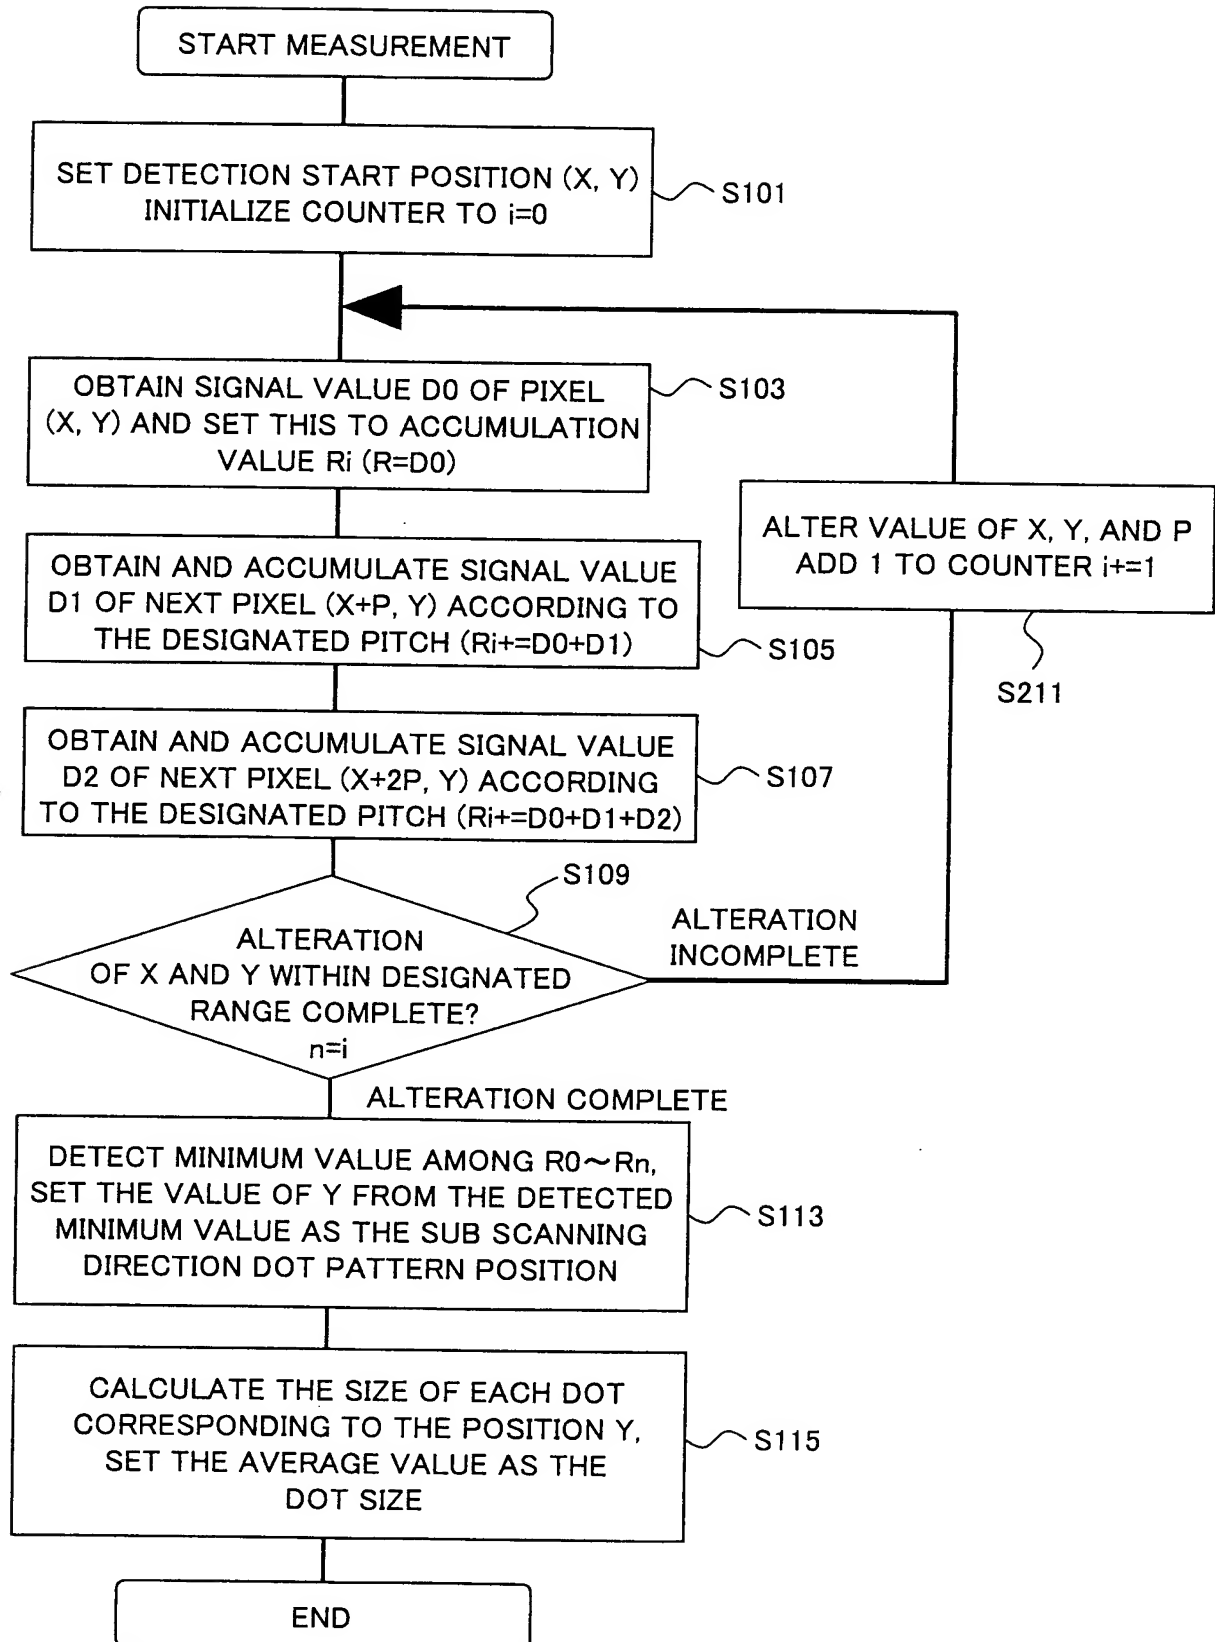 START MEASUREMENT
SET DETECTION START POSITION (X, Y)
INITIALIZE COUNTER TO i=0
S101
OBTAIN SIGNAL VALUE D0 OF PIXEL
(X, Y) AND SET THIS TO ACCUMULATION
VALUE Ri (R=D0)
S103
OBTAIN AND ACCUMULATE SIGNAL VALUE
D1 OF NEXT PIXEL (X+P, Y) ACCORDING TO
THE DESIGNATED PITCH (Ri+=D0+D1)
S105
ALTER VALUE OF X, Y, AND P
ADD 1 TO COUNTER i+=1
S211
OBTAIN AND ACCUMULATE SIGNAL VALUE
D2 OF NEXT PIXEL (X+2P, Y) ACCORDING
TO THE DESIGNATED PITCH (Ri+=D0+D1+D2)
S107
S109
ALTERATION
OF X AND Y WITHIN DESIGNATED
RANGE COMPLETE?
n=i
ALTERATION
INCOMPLETE
ALTERATION COMPLETE
DETECT MINIMUM VALUE AMONG R0~Rn,
SET THE VALUE OF Y FROM THE DETECTED
MINIMUM VALUE AS THE SUB SCANNING
DIRECTION DOT PATTERN POSITION
S113
CALCULATE THE SIZE OF EACH DOT
CORRESPONDING TO THE POSITION Y,
SET THE AVERAGE VALUE AS THE
DOT SIZE
S115
END